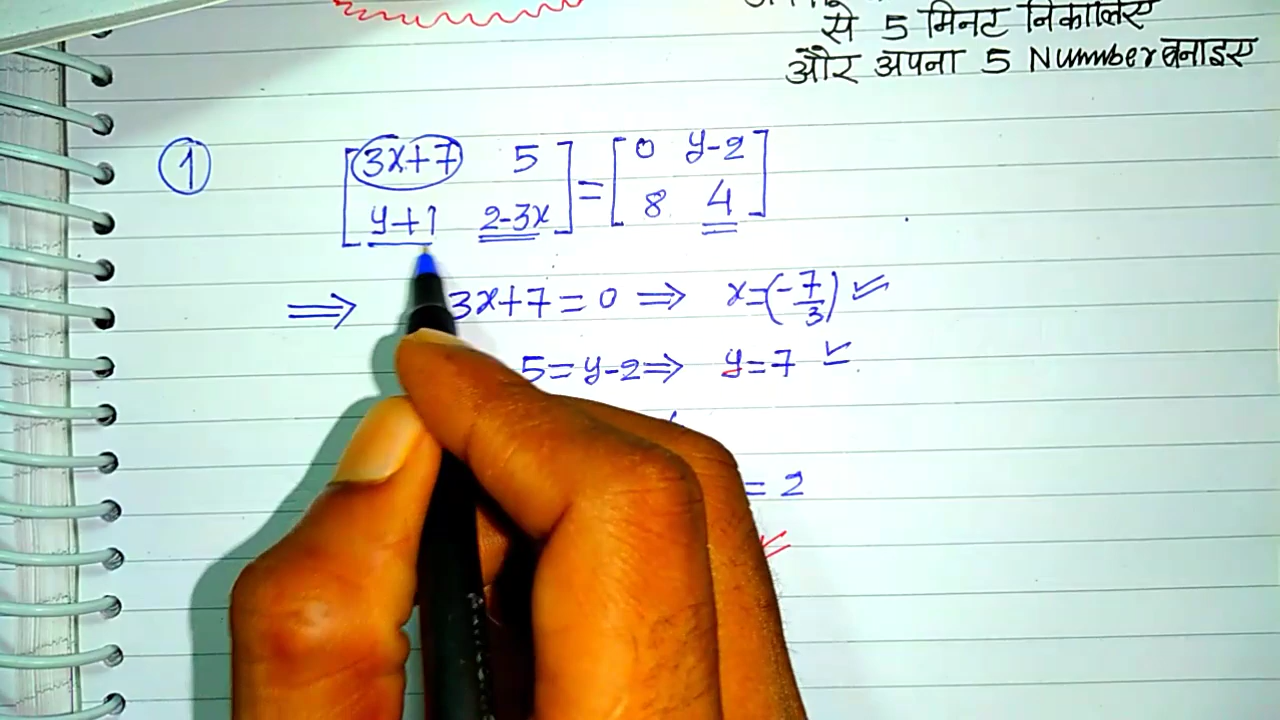 से 5 मिनट निकालिए
और अपना 5 Number बनाइए
① [3x+7 5] = [0 y-2]
[y+1 2-3x] [8 4]
⇒ 3x+7=0 ⇒ x=(-7/3) ✓
5=y-2 ⇒ y=7 ✓
= 2